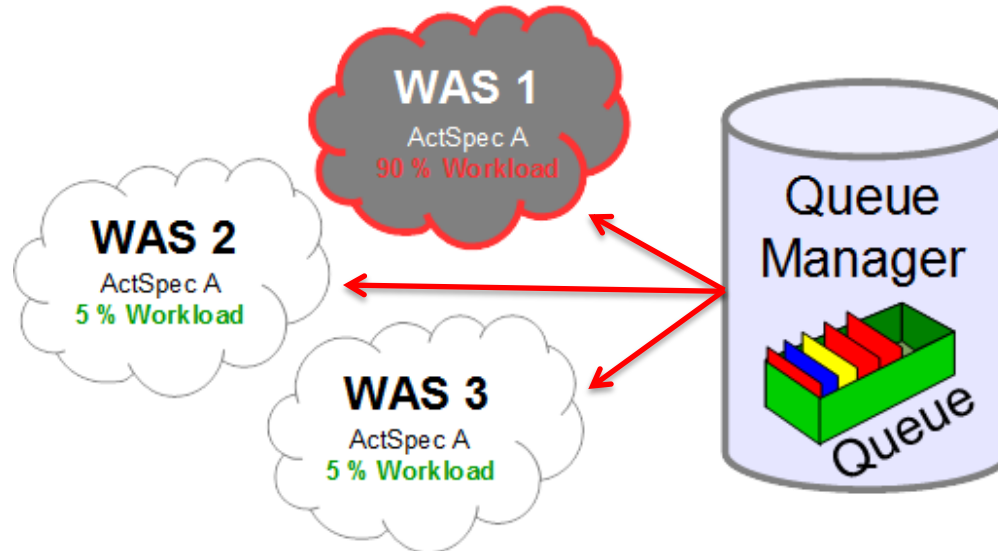 WAS 1
ActSpec A
90 % Workload
WAS 2
ActSpec A
5 % Workload
WAS 3
ActSpec A
5 % Workload
Queue
Manager
Queue